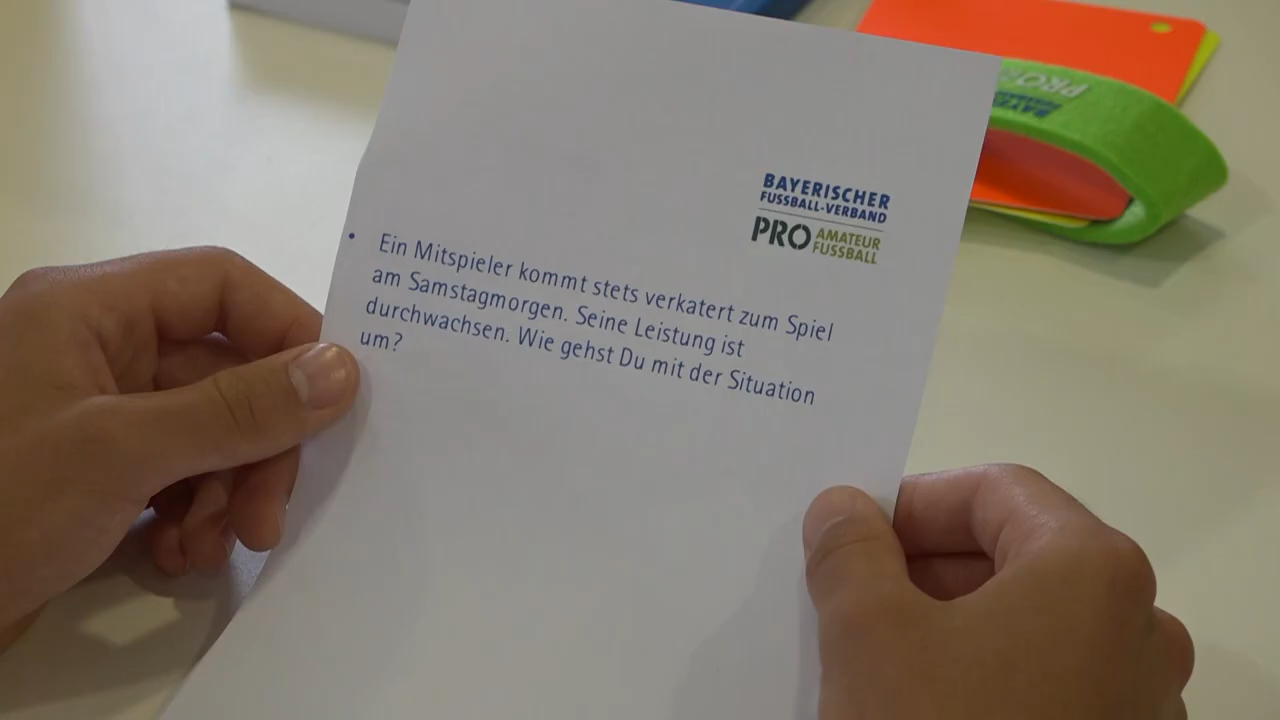 BAYERISCHER
FUSSBALL-VERBAND
PRO AMATEUR
FUSSBALL
• Ein Mitspieler kommt stets verkatert zum Spiel
am Samstagmorgen. Seine Leistung ist
durchwachsen. Wie gehst Du mit der Situation
um?
PRO